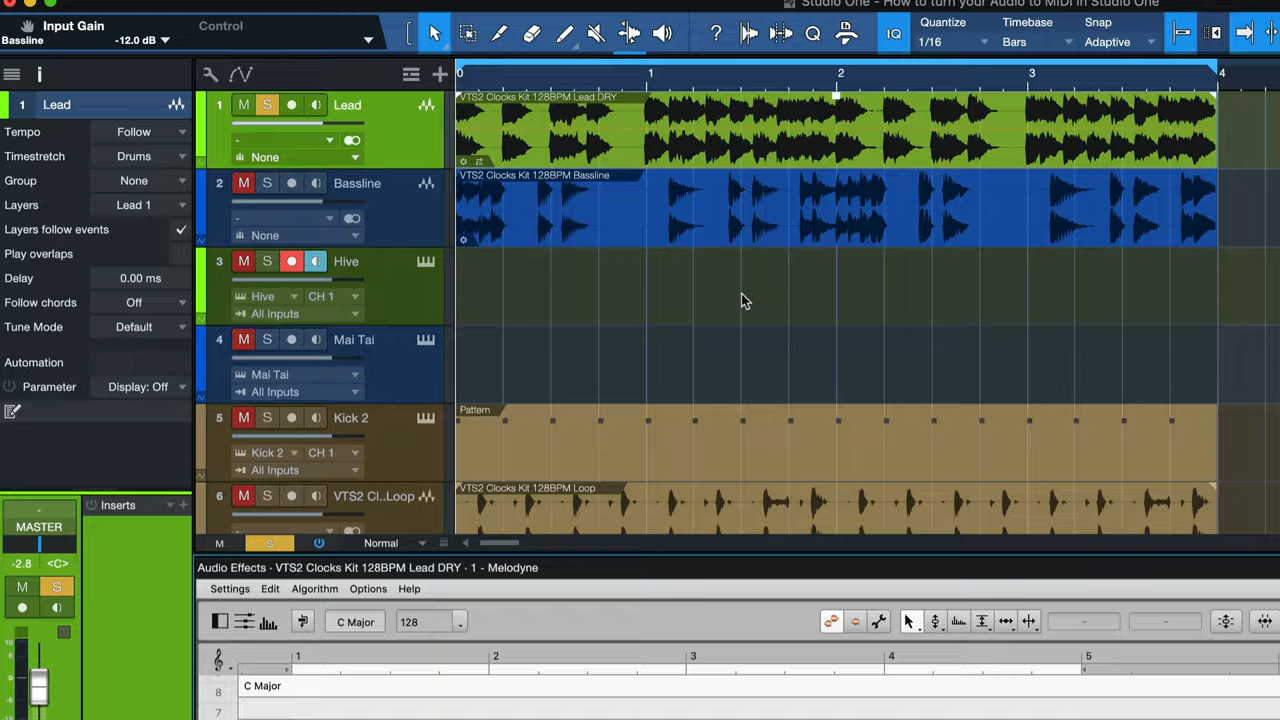 Studio One - How to turn your Audio to MIDI in Studio One
Input Gain
Control
Bassline
-12.0 dB
Quantize
Timebase
Snap
IQ
1/16
Bars
Adaptive
0
1
2
3
4
1
Lead
1
M
S
Lead
VTS2 Clocks Kit 128BPM Lead DRY
Tempo
Follow
-
Timestretch
Drums
None
Group
None
2
M
S
Bassline
VTS2 Clocks Kit 128BPM Bassline
Layers
Lead 1
-
Layers follow events
None
Play overlaps
3
M
S
Hive
Delay
0.00 ms
Follow chords
Off
Hive
CH 1
Tune Mode
Default
All Inputs
4
M
S
Mai Tai
Automation
Parameter
Display: Off
Mai Tai
All Inputs
5
M
S
Kick 2
Pattern
Kick 2
CH 1
All Inputs
6
M
S
VTS2 Cl..Loop
VTS2 Clocks Kit 128BPM Loop
-
Inserts
-
MASTER
M
S
Normal
-2.8
<C>
M
S
10
6
0
-6
Audio Effects · VTS2 Clocks Kit 128BPM Lead DRY · 1 - Melodyne
Settings
Edit
Algorithm
Options
Help
C Major
128
-
-
1
2
3
4
5
8
C Major
7